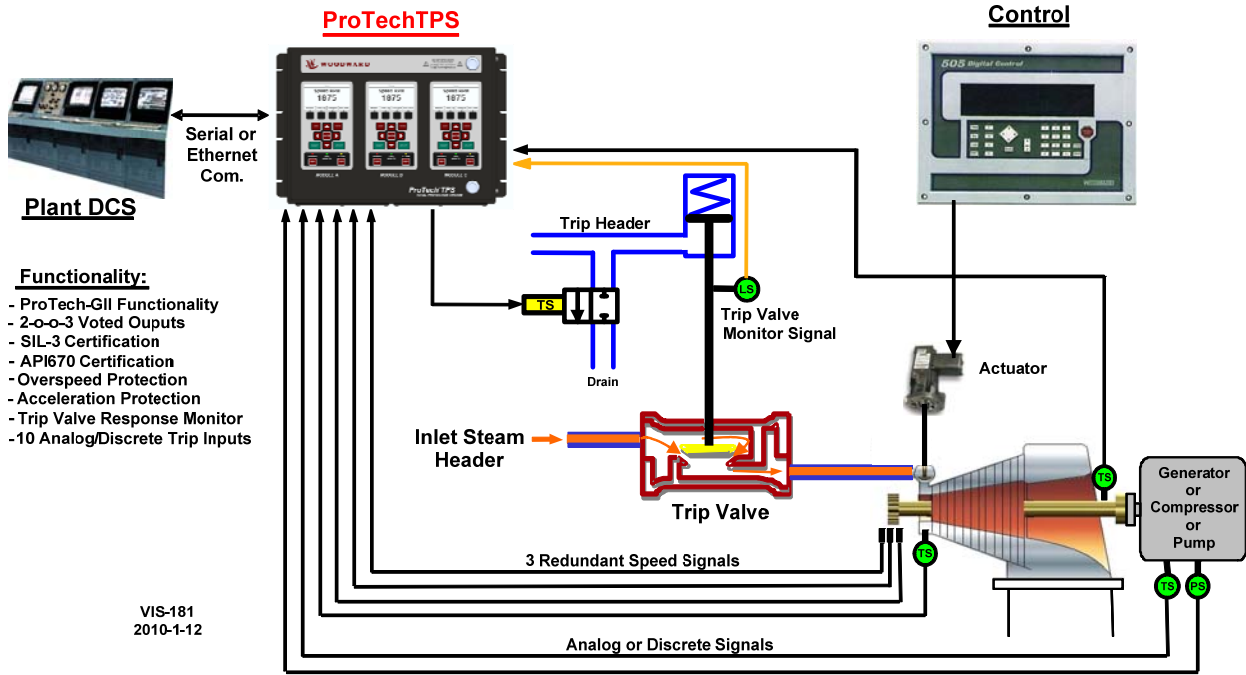 ProTechTPS
Control
WOODWARD
505 Digital Control
1875
1875
1875
MODULE A
MODULE B
MODULE C
ProTech TPS
Serial or
Ethernet
Com.
Plant DCS
Trip Header
TS
LS
Trip Valve
Monitor Signal
Drain
Actuator
Functionality:
- ProTech-GII Functionality
- 2-o-o-3 Voted Ouputs
- SIL-3 Certification
- API670 Certification
- Overspeed Protection
- Acceleration Protection
- Trip Valve Response Monitor
-10 Analog/Discrete Trip Inputs
Inlet Steam
Header
Trip Valve
TS
Generator
or
Compressor
or
Pump
3 Redundant Speed Signals
TS
TS
PS
VIS-181
2010-1-12
Analog or Discrete Signals